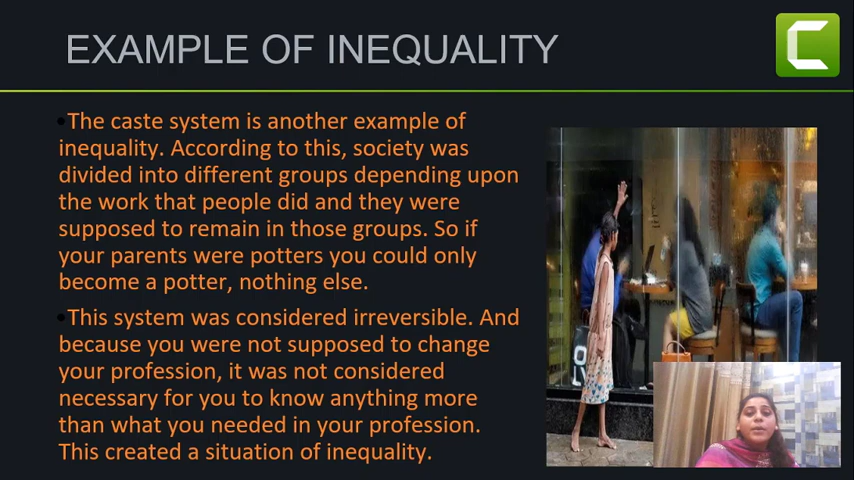 EXAMPLE OF INEQUALITY
•The caste system is another example of
inequality. According to this, society was
divided into different groups depending upon
the work that people did and they were
supposed to remain in those groups. So if
your parents were potters you could only
become a potter, nothing else.
•This system was considered irreversible. And
because you were not supposed to change
your profession, it was not considered
necessary for you to know anything more
than what you needed in your profession.
This created a situation of inequality.